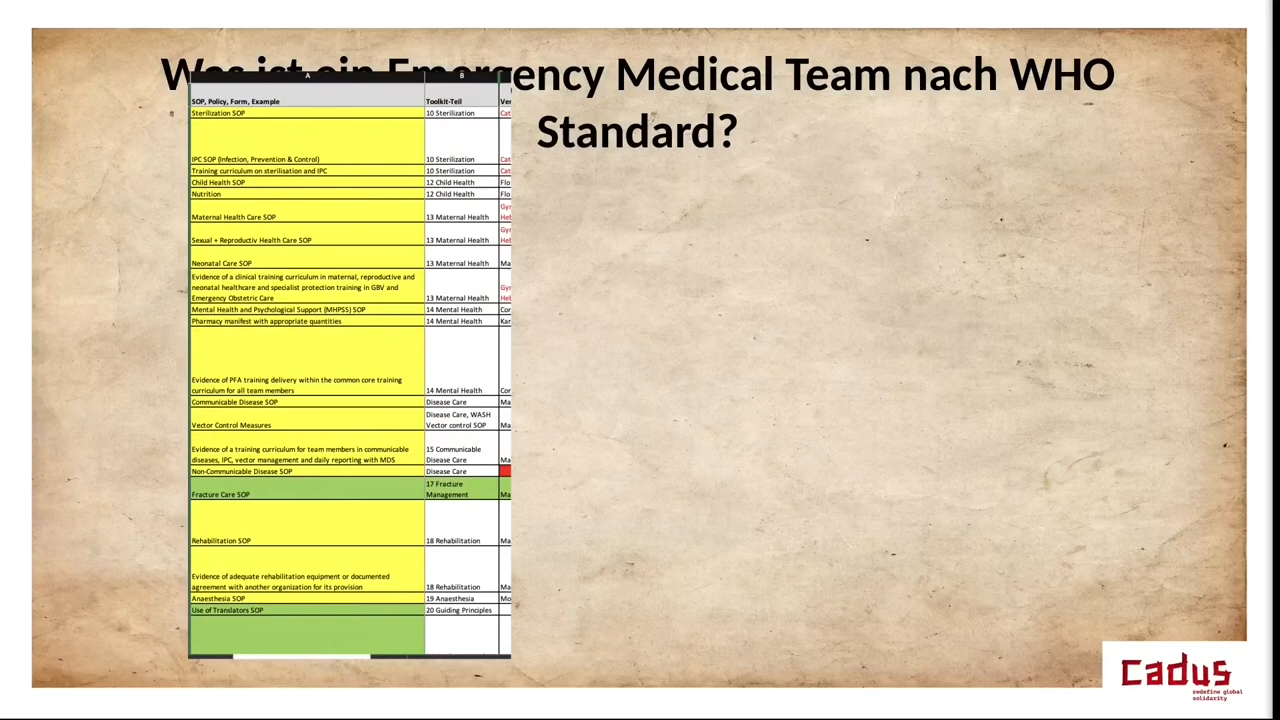 Was ist ein Emergency Medical Team nach WHO
Standard?
A B
SOP, Policy, Form, Example Toolkit-Teil
Sterilization SOP 10 Sterilization
IPC SOP (Infection, Prevention & Control) 10 Sterilization
Training curriculum on sterilisation and IPC 10 Sterilization
Child Health SOP 12 Child Health
Nutrition 12 Child Health
Maternal Health Care SOP 13 Maternal Health
Sexual + Reproductiv Health Care SOP 13 Maternal Health
Neonatal Care SOP 13 Maternal Health
Evidence of a clinical training curriculum in maternal, reproductive and
neonatal healthcare and specialist protection training in GBV and
Emergency Obstetric Care 13 Maternal Health
Mental Health and Psychological Support (MHPSS) SOP 14 Mental Health
Pharmacy manifest with appropriate quantities 14 Mental Health
Evidence of PFA training delivery within the common core training
curriculum for all team members 14 Mental Health
Communicable Disease SOP Disease Care
Disease Care, WASH
Vector Control Measures Vector control SOP
Evidence of a training curriculum for team members in communicable 15 Communicable
diseases, IPC, vector management and daily reporting with MDS Disease Care
Non-Communicable Disease SOP Disease Care
17 Fracture
Fracture Care SOP Management
Rehabilitation SOP 18 Rehabilitation
Evidence of adequate rehabilitation equipment or documented
agreement with another organization for its provision 18 Rehabilitation
Anaesthesia SOP 19 Anaesthesia
Use of Translators SOP 20 Guiding Principles
cadus
redefine global
solidarity